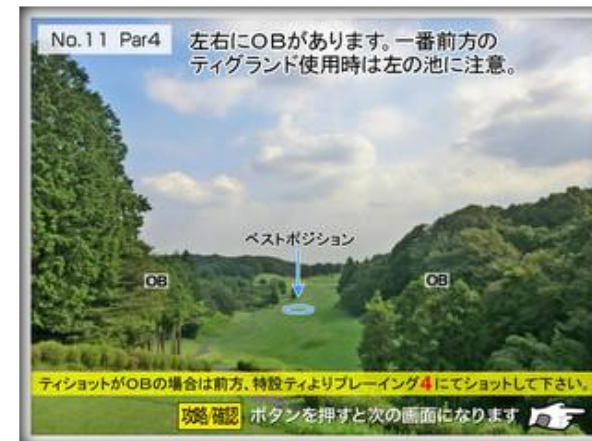 No.11 Par4
左右にOBがあります。一番前方の
ティグランド使用時は左の池に注意。
ベストポジション
OB
OB
ティショットがOBの場合は前方、特設ティよりプレーイング4にてショットして下さい。
攻略確認 ボタンを押すと次の画面になります